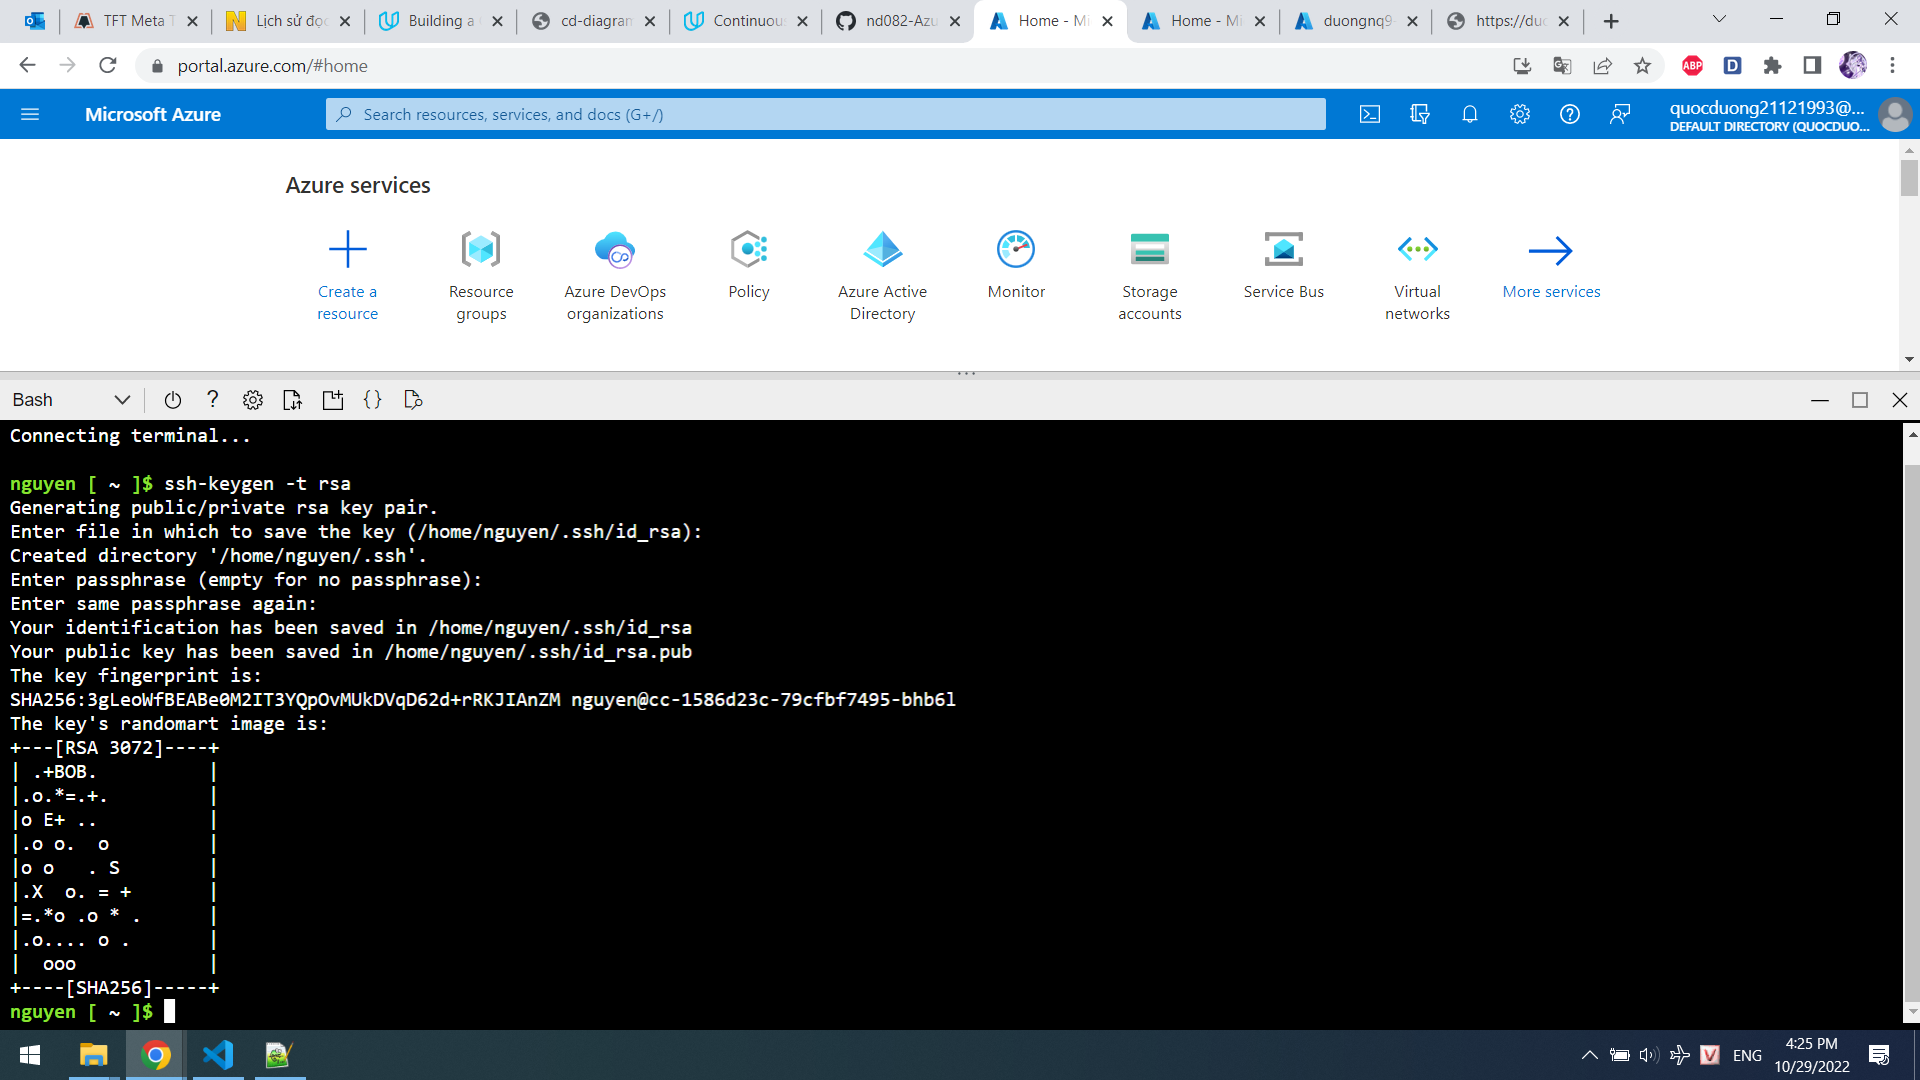 TFT Meta T
Lịch sử đọ
Building a
cd-diagram
Continuous
nd082-Azu
Home - Mi
Home - Mi
duongnq9
https://duo
portal.azure.com/#home
ABP
D
Microsoft Azure
Search resources, services, and docs (G+/)
quocduong21121993@...
DEFAULT DIRECTORY (QUOCDUO...
Azure services
Create a resource
Resource groups
Azure DevOps organizations
Policy
Azure Active Directory
Monitor
Storage accounts
Service Bus
Virtual networks
More services
Bash
Connecting terminal...
nguyen [ ~ ]$ ssh-keygen -t rsa
Generating public/private rsa key pair.
Enter file in which to save the key (/home/nguyen/.ssh/id_rsa):
Created directory '/home/nguyen/.ssh'.
Enter passphrase (empty for no passphrase):
Enter same passphrase again:
Your identification has been saved in /home/nguyen/.ssh/id_rsa
Your public key has been saved in /home/nguyen/.ssh/id_rsa.pub
The key fingerprint is:
SHA256:3gLeoWfBEABe0M2IT3YQpOvMUkDVqD62d+rRKJIAnZM nguyen@cc-1586d23c-79cfbf7495-bhb6l
The key's randomart image is:
+---[RSA 3072]----+
| .+BOB.          |
|.o.*=.+.         |
|o E+ ..          |
|.o o.  o         |
|o o   . S        |
|.X  o. = +       |
|=.*o .o * .      |
|.o.... o .       |
|  ooo            |
+----[SHA256]-----+
nguyen [ ~ ]$
V
ENG
4:25 PM
10/29/2022